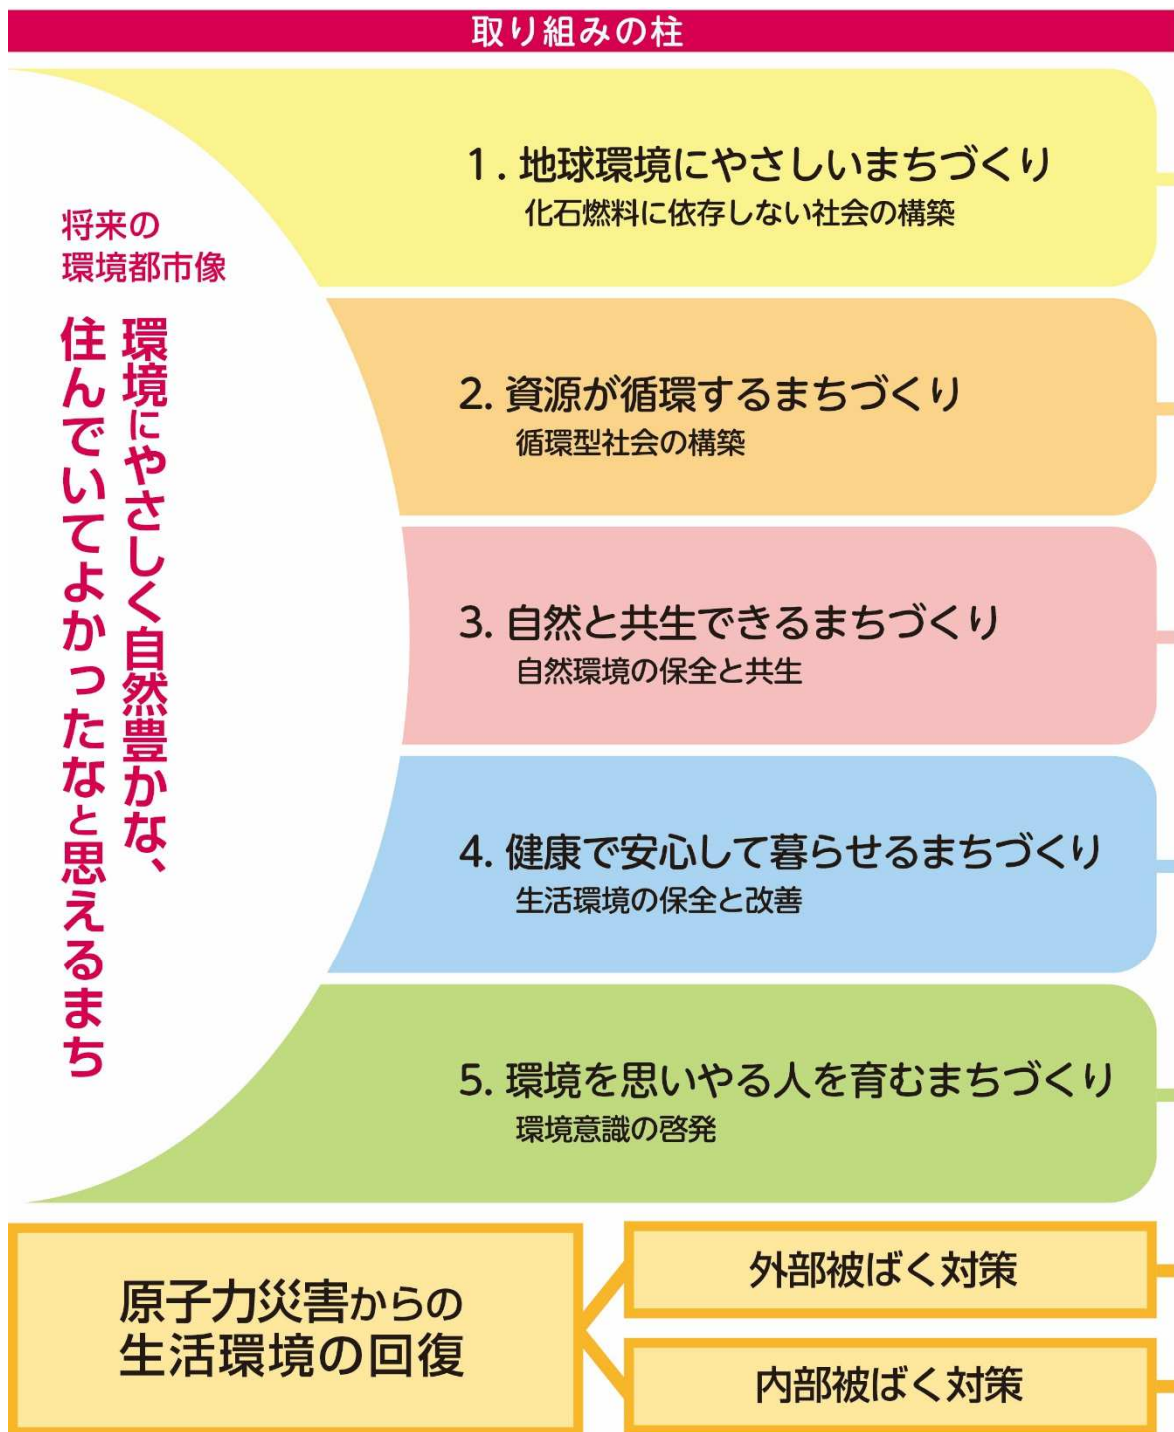 取り組みの柱
将来の
環境都市像
環境にやさしく自然豊かな、
住んでいてよかったなと思えるまち
1. 地球環境にやさしいまちづくり
化石燃料に依存しない社会の構築
2. 資源が循環するまちづくり
循環型社会の構築
3. 自然と共生できるまちづくり
自然環境の保全と共生
4. 健康で安心して暮らせるまちづくり
生活環境の保全と改善
5. 環境を思いやる人を育むまちづくり
環境意識の啓発
原子力災害からの
生活環境の回復
外部被ばく対策
内部被ばく対策